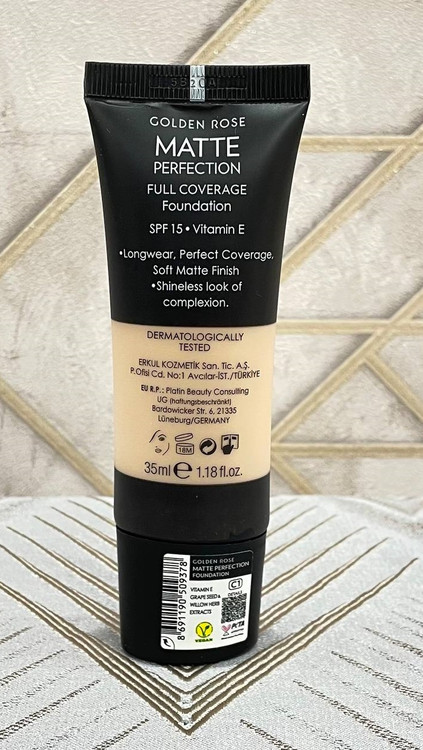 GOLDEN ROSE
MATTE
PERFECTION
FULL COVERAGE
Foundation
SPF 15 • Vitamin E
•Longwear, Perfect Coverage,
Soft Matte Finish
•Shineless look of
complexion.
DERMATOLOGICALLY
TESTED
ERKUL KOZMETİK San. Tic. A.Ş.
P.Ofisi Cd. No:1 Avcılar-İST./TÜRKİYE
EU R.P.: Platin Beauty Consulting
UG (haftungsbeschränkt)
Bardowicker Str. 6, 21335
Lüneburg/GERMANY
18M
35ml e 1.18 fl.oz.
GOLDEN ROSE
MATTE PERFECTION
FOUNDATION
C1
DETAILS
VITAMIN E
GRAPE SEED &
WILLOW HERB
EXTRACTS
VEGAN
PETA
8691190509378